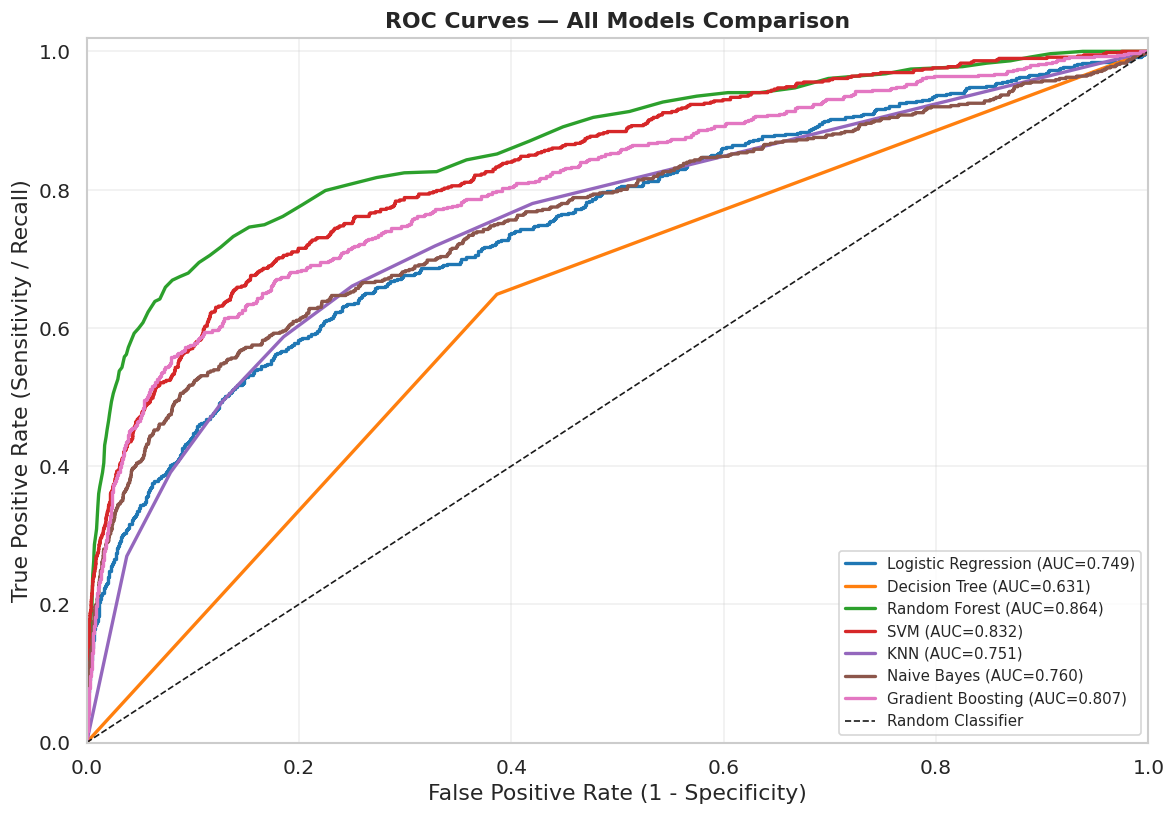 ROC Curves — All Models Comparison
True Positive Rate (Sensitivity / Recall)
1.0
0.8
0.6
0.4
0.2
0.0
0.0 0.2 0.4 0.6 0.8 1.0
False Positive Rate (1 - Specificity)
Logistic Regression (AUC=0.749)
Decision Tree (AUC=0.631)
Random Forest (AUC=0.864)
SVM (AUC=0.832)
KNN (AUC=0.751)
Naive Bayes (AUC=0.760)
Gradient Boosting (AUC=0.807)
Random Classifier